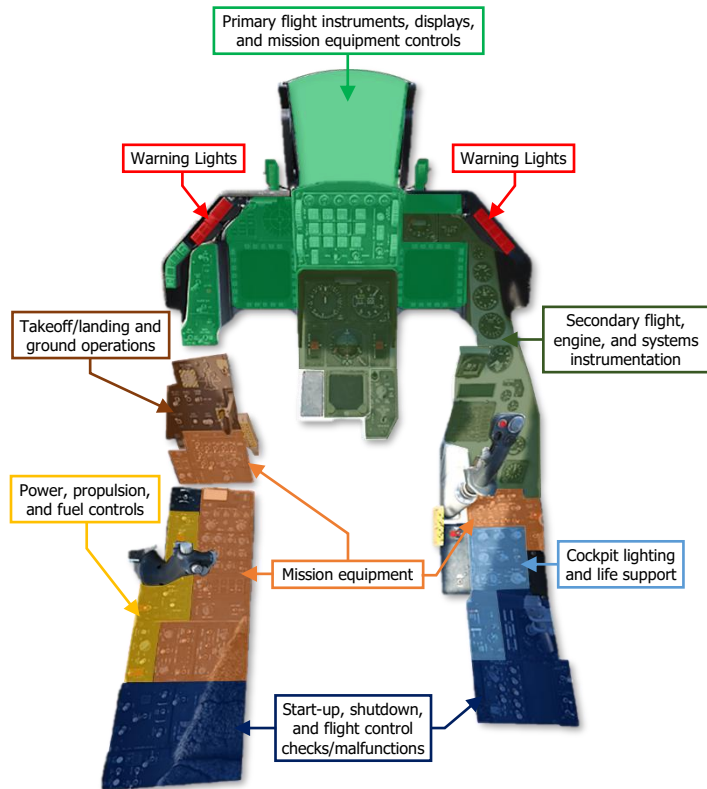 Primary flight instruments, displays,
and mission equipment controls
Warning Lights
Warning Lights
Takeoff/landing and
ground operations
Secondary flight,
engine, and systems
instrumentation
Power, propulsion,
and fuel controls
Mission equipment
Cockpit lighting
and life support
Start-up, shutdown,
and flight control
checks/malfunctions